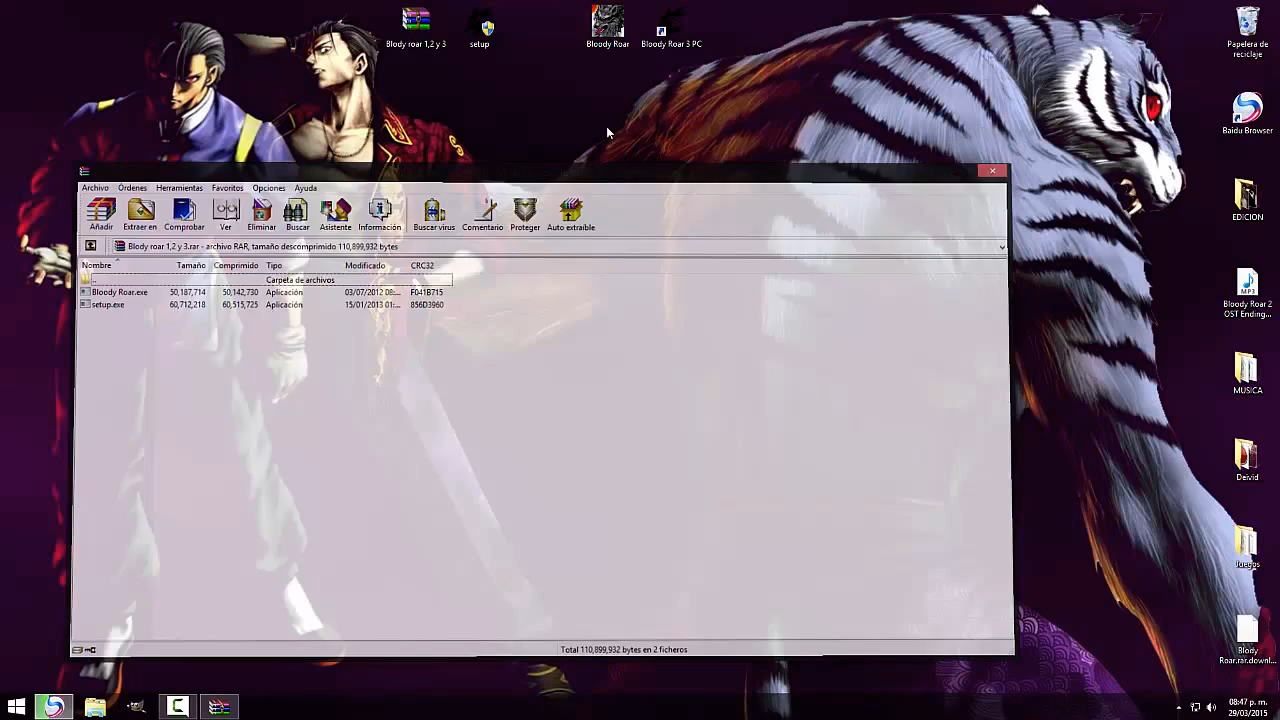 Blody roar 1,2 y 3
setup
Bloody Roar
Bloody Roar 3 PC
Papelera de
reciclaje
Baidu Browser
EDICION
MP3
Bloody Roar 2
OST Ending...
MUSICA
Deivid
Juegos
Blody
Roar.rar.downl...
Archivo Órdenes Herramientas Favoritos Opciones Ayuda
Añadir Extraer en Comprobar Ver Eliminar Buscar Asistente Información Buscar virus Comentario Proteger Auto extraíble
Blody roar 1,2 y 3.rar - archivo RAR, tamaño descomprimido 110,899,932 bytes
Nombre Tamaño Comprimido Tipo Modificado CRC32
.. Carpeta de archivos
Bloody Roar.exe 50,187,714 50,142,730 Aplicación 03/07/2012 08:... F041B715
setup.exe 60,712,218 60,515,725 Aplicación 15/01/2013 01:... 856D3960
Total 110,899,932 bytes en 2 ficheros
08:47 p. m.
29/03/2015